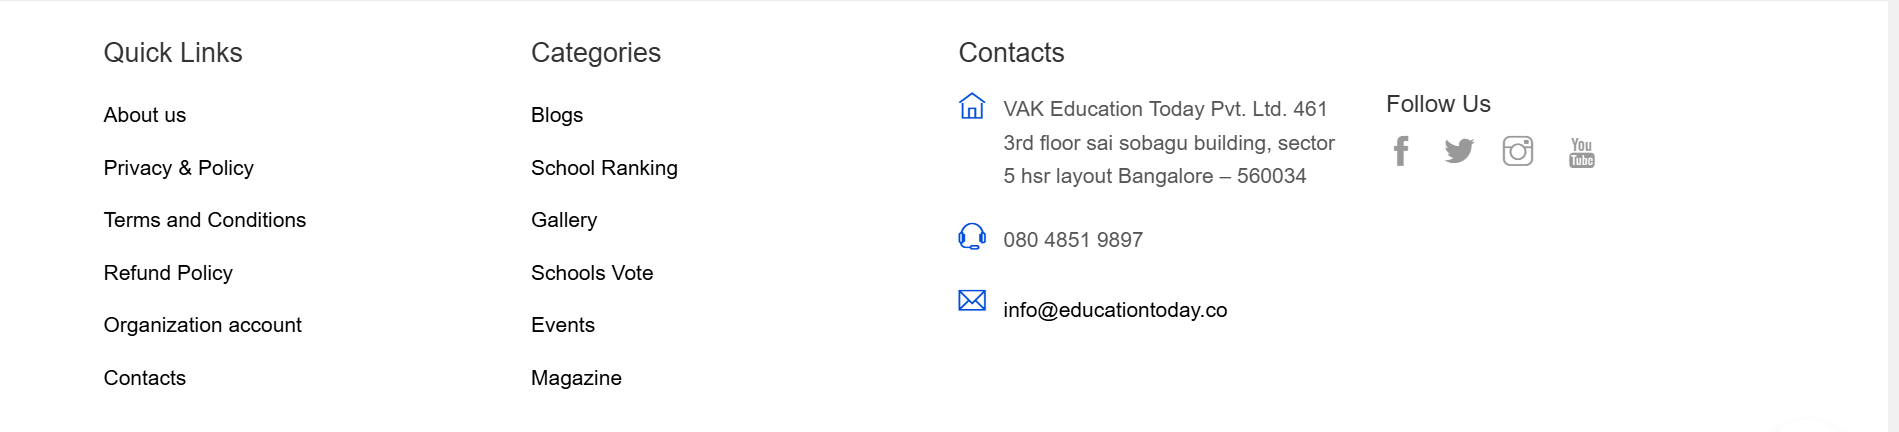 Quick Links
About us
Privacy & Policy
Terms and Conditions
Refund Policy
Organization account
Contacts
Categories
Blogs
School Ranking
Gallery
Schools Vote
Events
Magazine
Contacts
VAK Education Today Pvt. Ltd. 461
3rd floor sai sobagu building, sector
5 hsr layout Bangalore – 560034
080 4851 9897
info@educationtoday.co
Follow Us
You
Tube